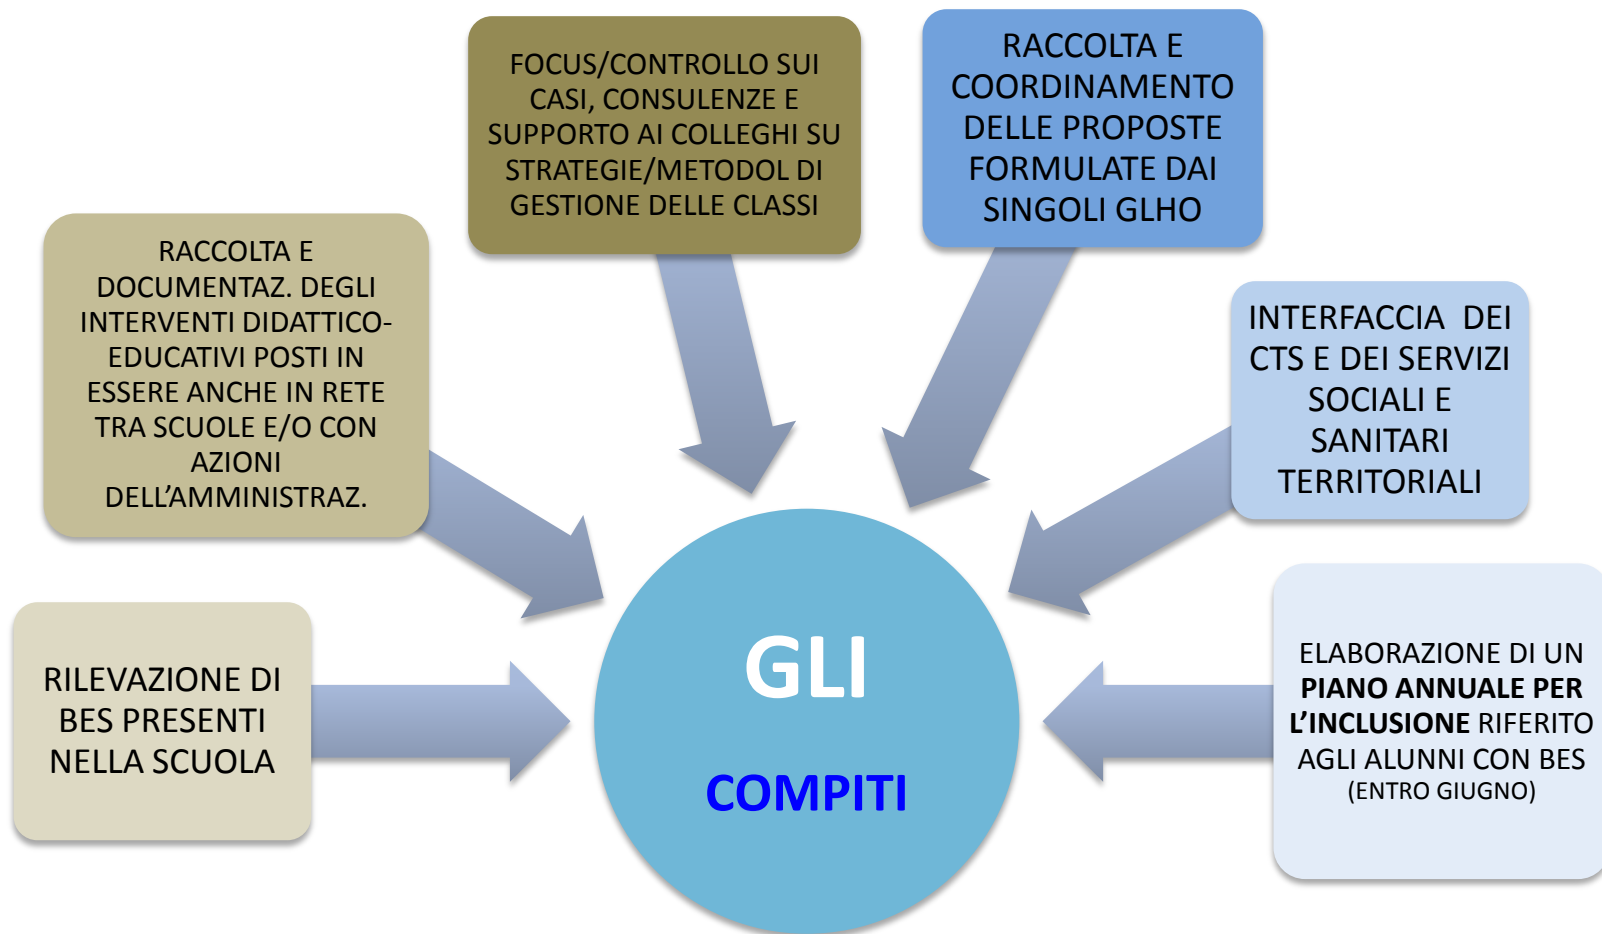 RILEVAZIONE DI
BES PRESENTI
NELLA SCUOLA
RACCOLTA E
DOCUMENTAZ. DEGLI
INTERVENTI DIDATTICO-
EDUCATIVI POSTI IN
ESSERE ANCHE IN RETE
TRA SCUOLE E/O CON
AZIONI
DELL’AMMINISTRAZ.
FOCUS/CONTROLLO SUI
CASI, CONSULENZE E
SUPPORTO AI COLLEGHI SU
STRATEGIE/METODOL DI
GESTIONE DELLE CLASSI
RACCOLTA E
COORDINAMENTO
DELLE PROPOSTE
FORMULATE DAI
SINGOLI GLHO
INTERFACCIA DEI
CTS E DEI SERVIZI
SOCIALI E
SANITARI
TERRITORIALI
ELABORAZIONE DI UN
PIANO ANNUALE PER
L’INCLUSIONE RIFERITO
AGLI ALUNNI CON BES
(ENTRO GIUGNO)
GLI
COMPITI